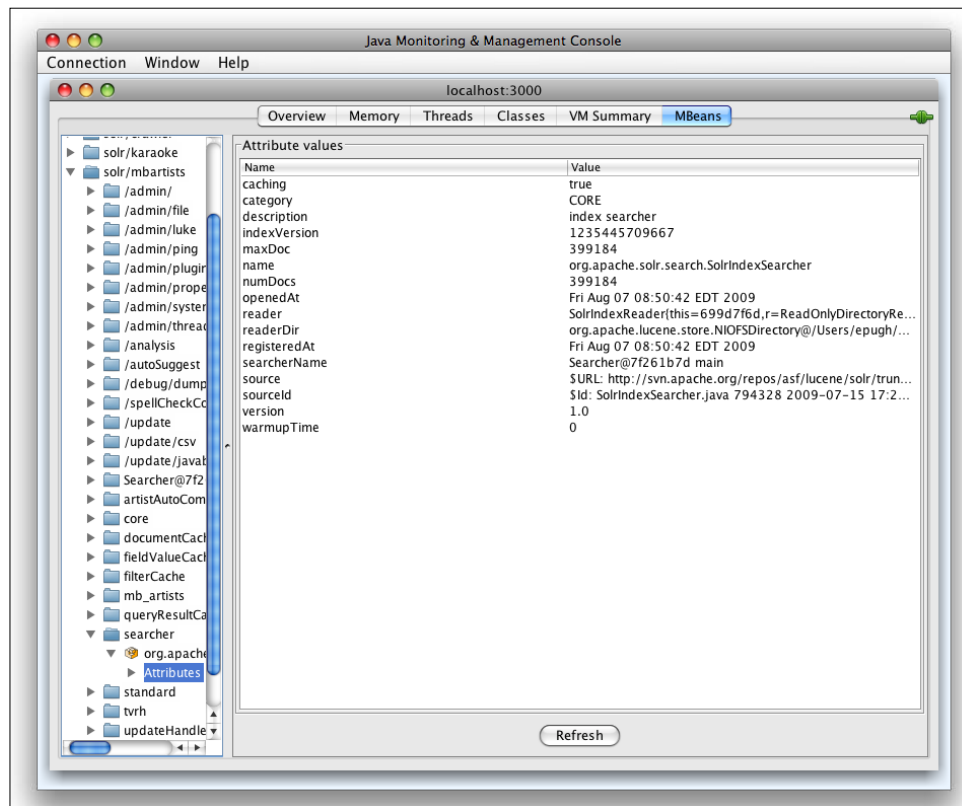 Java Monitoring & Management Console
Connection Window Help
localhost:3000
Overview Memory Threads Classes VM Summary MBeans
solr/karaoke
solr/mbartists
/admin/
/admin/file
/admin/luke
/admin/ping
/admin/plugin
/admin/prope
/admin/system
/admin/thread
/analysis
/autoSuggest
/debug/dump
/spellCheckCo
/update
/update/csv
/update/javab
Searcher@7f2
artistAutoCom
core
documentCach
fieldValueCach
filterCache
mb_artists
queryResultCa
searcher
org.apache
Attributes
standard
tvrh
updateHandle
Attribute values
Name Value
caching true
category CORE
description index searcher
indexVersion 1235445709667
maxDoc 399184
name org.apache.solr.search.SolrIndexSearcher
numDocs 399184
openedAt Fri Aug 07 08:50:42 EDT 2009
reader SolrIndexReader{this=699d7f6d,r=ReadOnlyDirectoryRe...
readerDir org.apache.lucene.store.NIOFSDirectory@/Users/epugh/...
registeredAt Fri Aug 07 08:50:42 EDT 2009
searcherName Searcher@7f261b7d main
source $URL: http://svn.apache.org/repos/asf/lucene/solr/trun...
sourceId $Id: SolrIndexSearcher.java 794328 2009-07-15 17:2...
version 1.0
warmupTime 0
Refresh